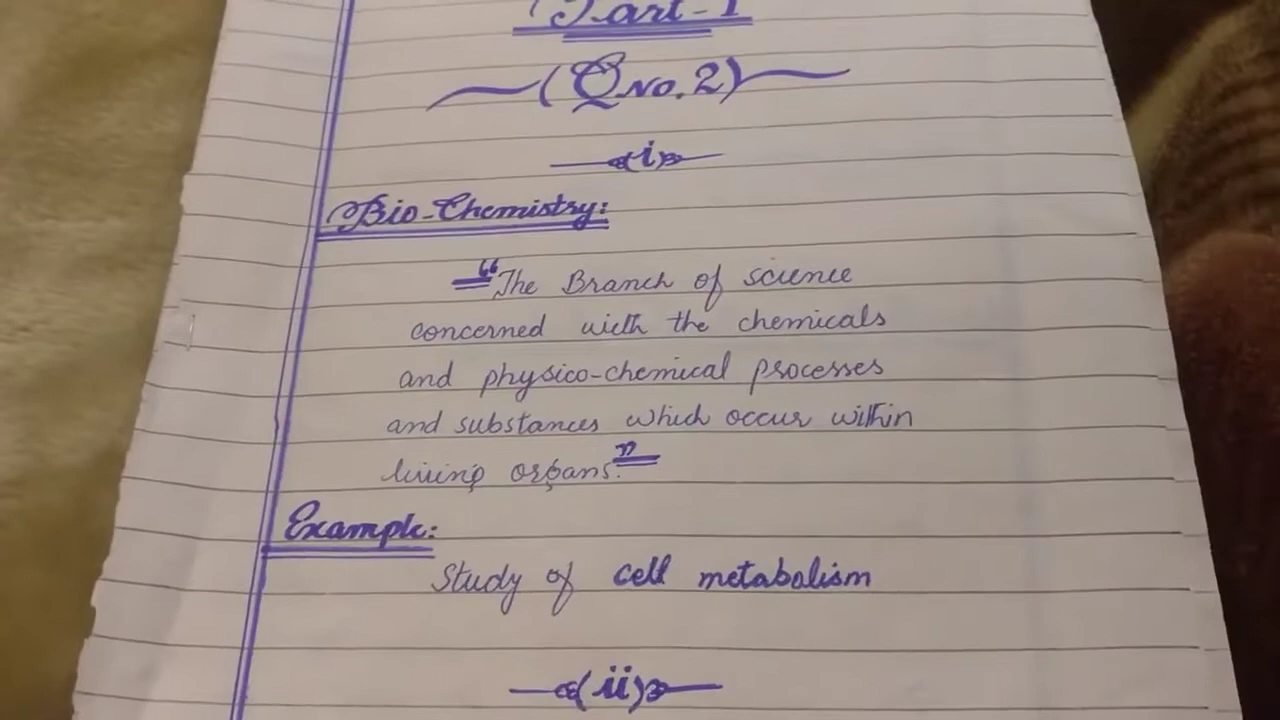 Part-I
(Q No. 2)
(i)
Bio-Chemistry:
"The Branch of science
concerned with the chemicals
and physico-chemical processes
and substances which occur within
living organs."
Example:
Study of cell metabolism
(ii)